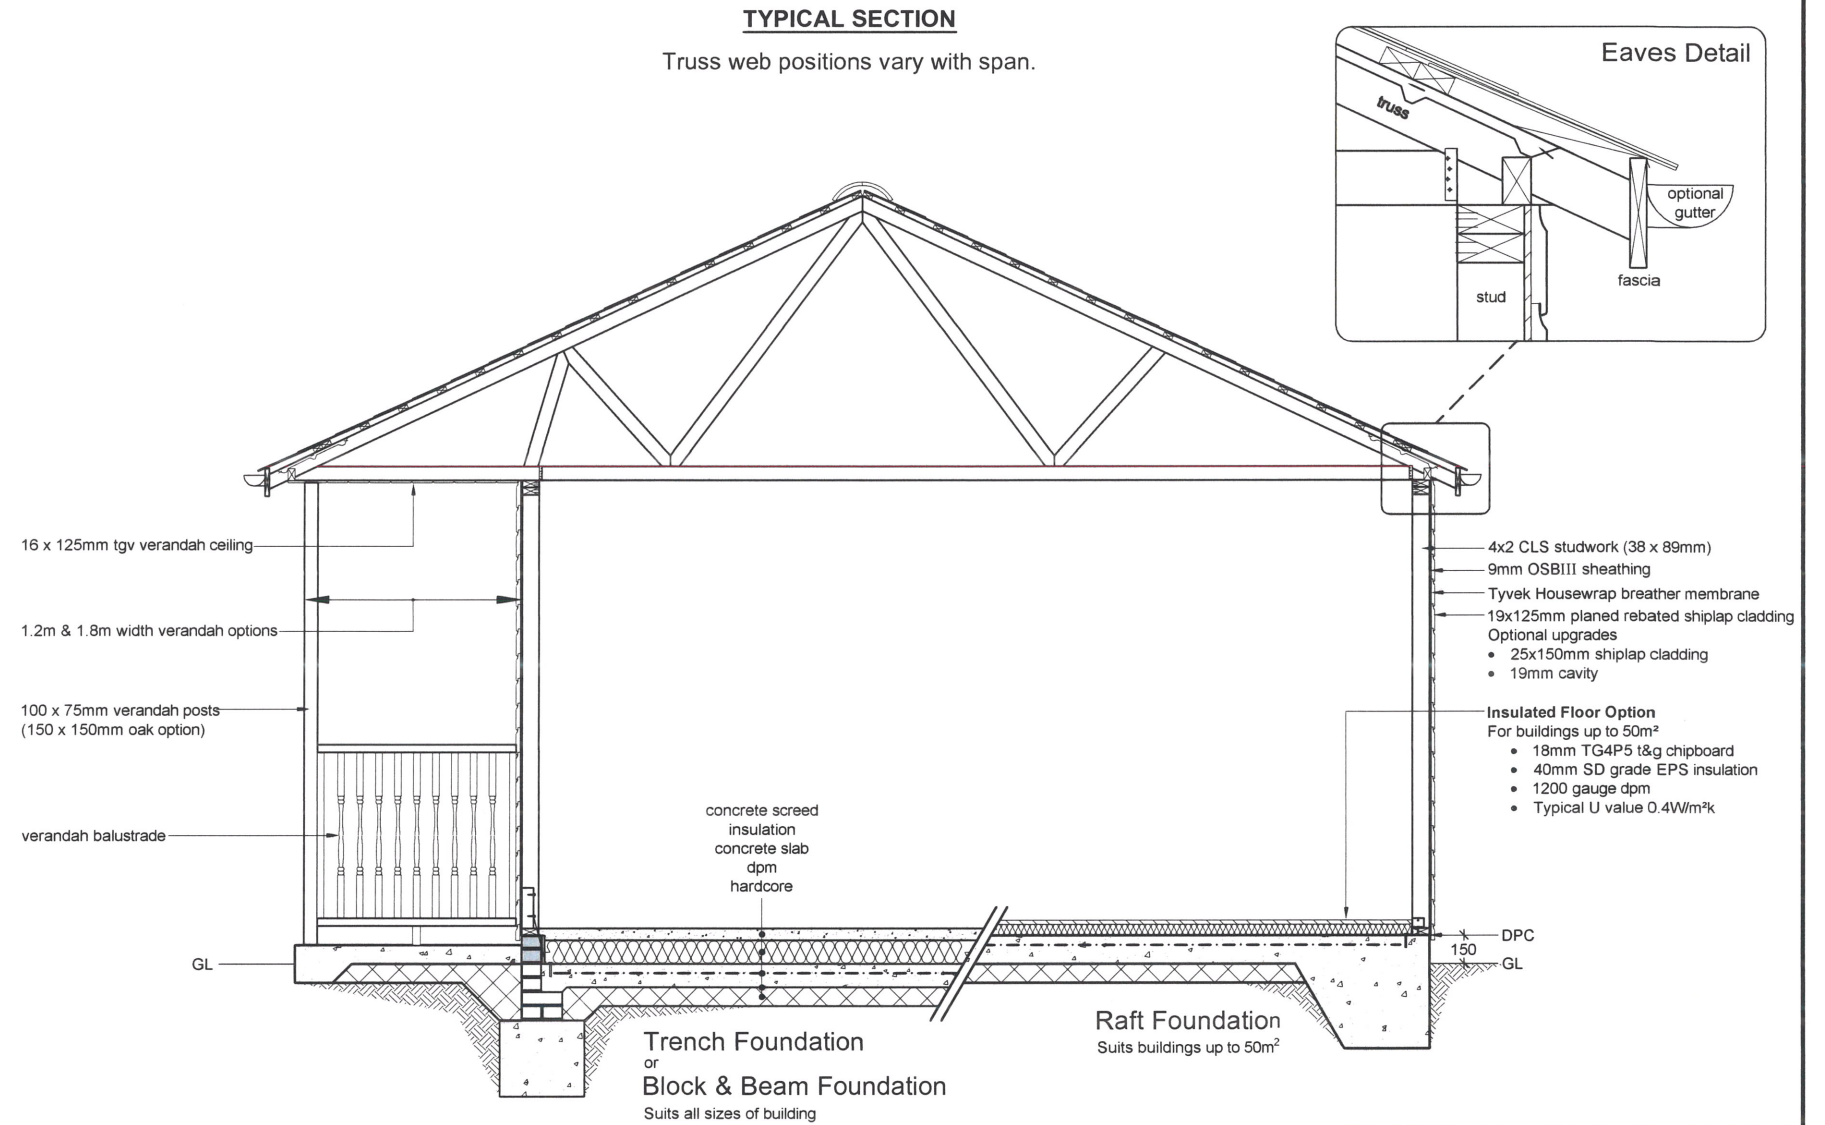 TYPICAL SECTION
Truss web positions vary with span.
Eaves Detail
truss
optional
gutter
fascia
stud
16 x 125mm tgv verandah ceiling
1.2m & 1.8m width verandah options
100 x 75mm verandah posts
(150 x 150mm oak option)
verandah balustrade
GL
concrete screed
insulation
concrete slab
dpm
hardcore
4x2 CLS studwork (38 x 89mm)
9mm OSBIII sheathing
Tyvek Housewrap breather membrane
19x125mm planed rebated shiplap cladding
Optional upgrades
• 25x150mm shiplap cladding
• 19mm cavity
Insulated Floor Option
For buildings up to 50m²
• 18mm TG4P5 t&g chipboard
• 40mm SD grade EPS insulation
• 1200 gauge dpm
• Typical U value 0.4W/m²k
DPC
150
GL
Trench Foundation
or
Block & Beam Foundation
Suits all sizes of building
Raft Foundation
Suits buildings up to 50m²